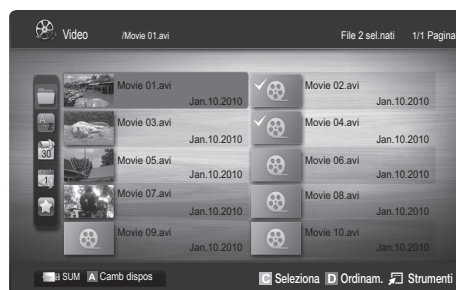 Video /Movie 01.avi File 2 sel.nati 1/1 Pagina
Movie 01.avi Movie 02.avi
Jan.10.2010 Jan.10.2010
Movie 03.avi Movie 04.avi
Jan.10.2010 Jan.10.2010
Movie 05.avi Movie 06.avi
Jan.10.2010 Jan.10.2010
Movie 07.avi Movie 08.avi
Jan.10.2010 Jan.10.2010
Movie 09.avi Movie 10.avi
Jan.10.2010 Jan.10.2010
SUM A Camb dispos C Seleziona D Ordinam. Strumenti